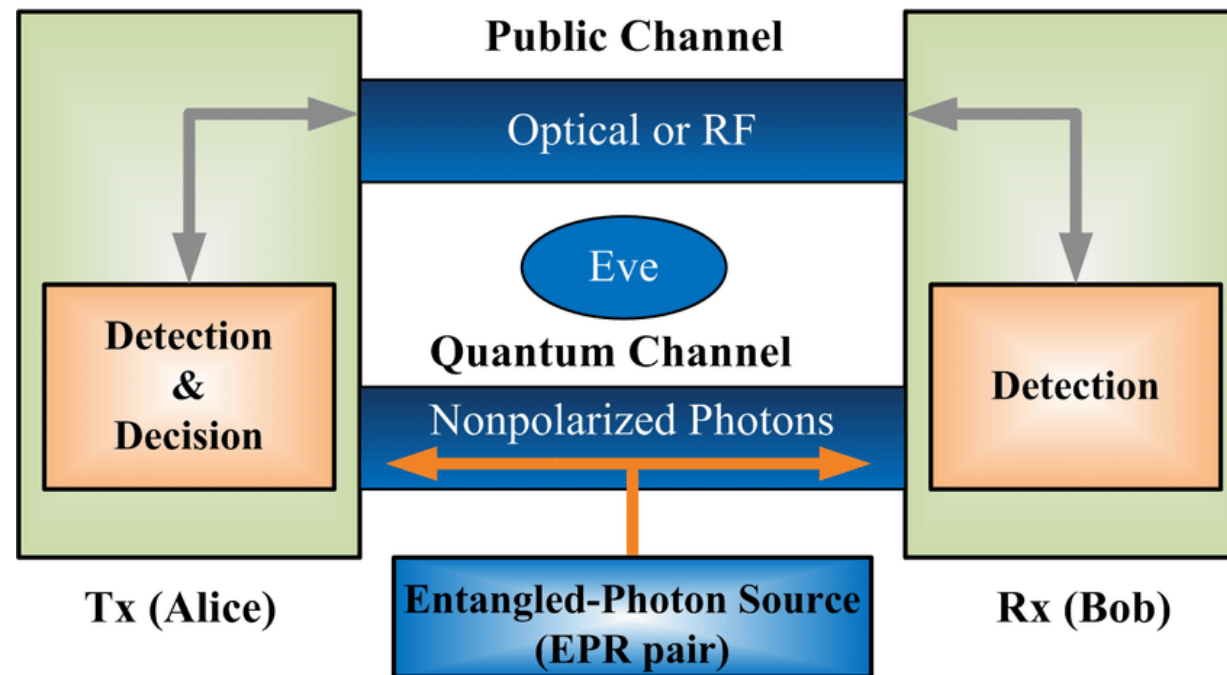 Public Channel
Optical or RF
Eve
Detection
&
Decision
Quantum Channel
Nonpolarized Photons
Detection
Tx (Alice)
Entangled-Photon Source
(EPR pair)
Rx (Bob)